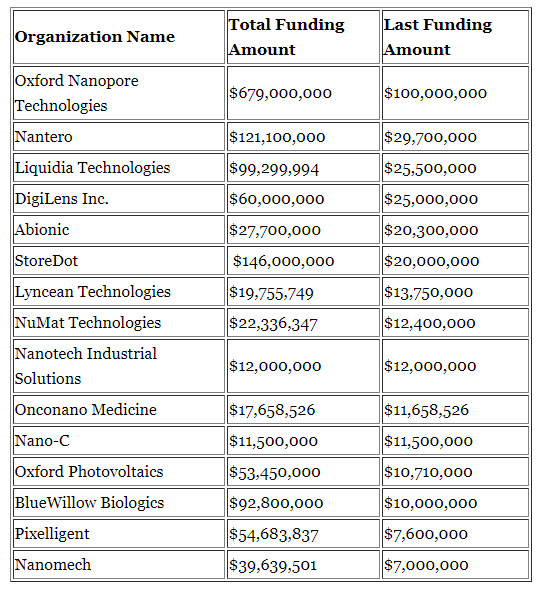 Organization Name Total Funding Amount Last Funding Amount
Oxford Nanopore Technologies $679,000,000 $100,000,000
Nantero $121,100,000 $29,700,000
Liquidia Technologies $99,299,994 $25,500,000
DigiLens Inc. $60,000,000 $25,000,000
Abionic $27,700,000 $20,300,000
StoreDot $146,000,000 $20,000,000
Lyncean Technologies $19,755,749 $13,750,000
NuMat Technologies $22,336,347 $12,400,000
Nanotech Industrial Solutions $12,000,000 $12,000,000
Onconano Medicine $17,658,526 $11,658,526
Nano-C $11,500,000 $11,500,000
Oxford Photovoltaics $53,450,000 $10,710,000
BlueWillow Biologics $92,800,000 $10,000,000
Pixelligent $54,683,837 $7,600,000
Nanomech $39,639,501 $7,000,000